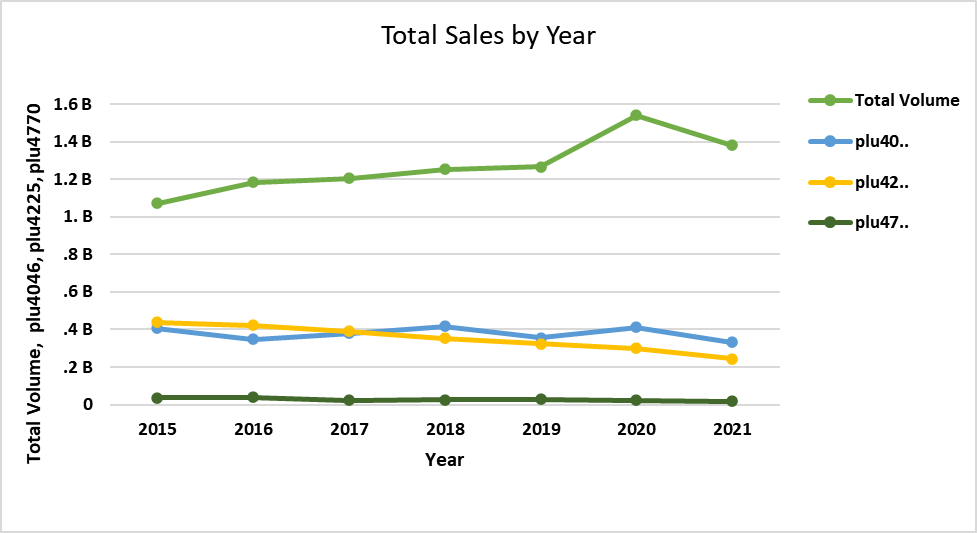 Total Sales by Year
Total Volume, plu4046, plu4225, plu4770
1.6 B
1.4 B
1.2 B
1. B
.8 B
.6 B
.4 B
.2 B
0
2015 2016 2017 2018 2019 2020 2021
Year
Total Volume
plu40..
plu42..
plu47..